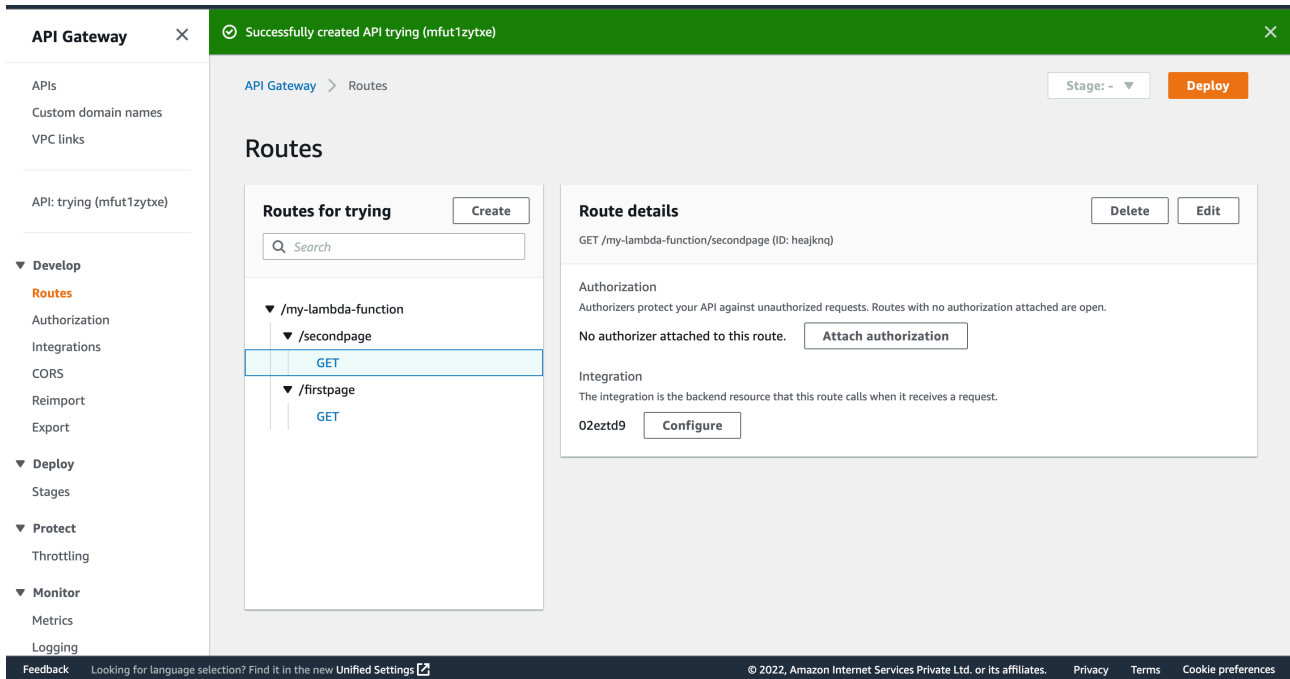 API Gateway
Successfully created API trying (mfut1zytxe)
APIs
Custom domain names
VPC links
API: trying (mfut1zytxe)
Develop
Routes
Authorization
Integrations
CORS
Reimport
Export
Deploy
Stages
Protect
Throttling
Monitor
Metrics
Logging
API Gateway Routes
Stage: -
Deploy
Routes
Routes for trying
Create
Search
/my-lambda-function
/secondpage
GET
/firstpage
GET
Route details
Delete
Edit
GET /my-lambda-function/secondpage (ID: heajknq)
Authorization
Authorizers protect your API against unauthorized requests. Routes with no authorization attached are open.
No authorizer attached to this route.
Attach authorization
Integration
The integration is the backend resource that this route calls when it receives a request.
02eztd9
Configure
Feedback
Looking for language selection? Find it in the new Unified Settings
© 2022, Amazon Internet Services Private Ltd. or its affiliates.
Privacy
Terms
Cookie preferences